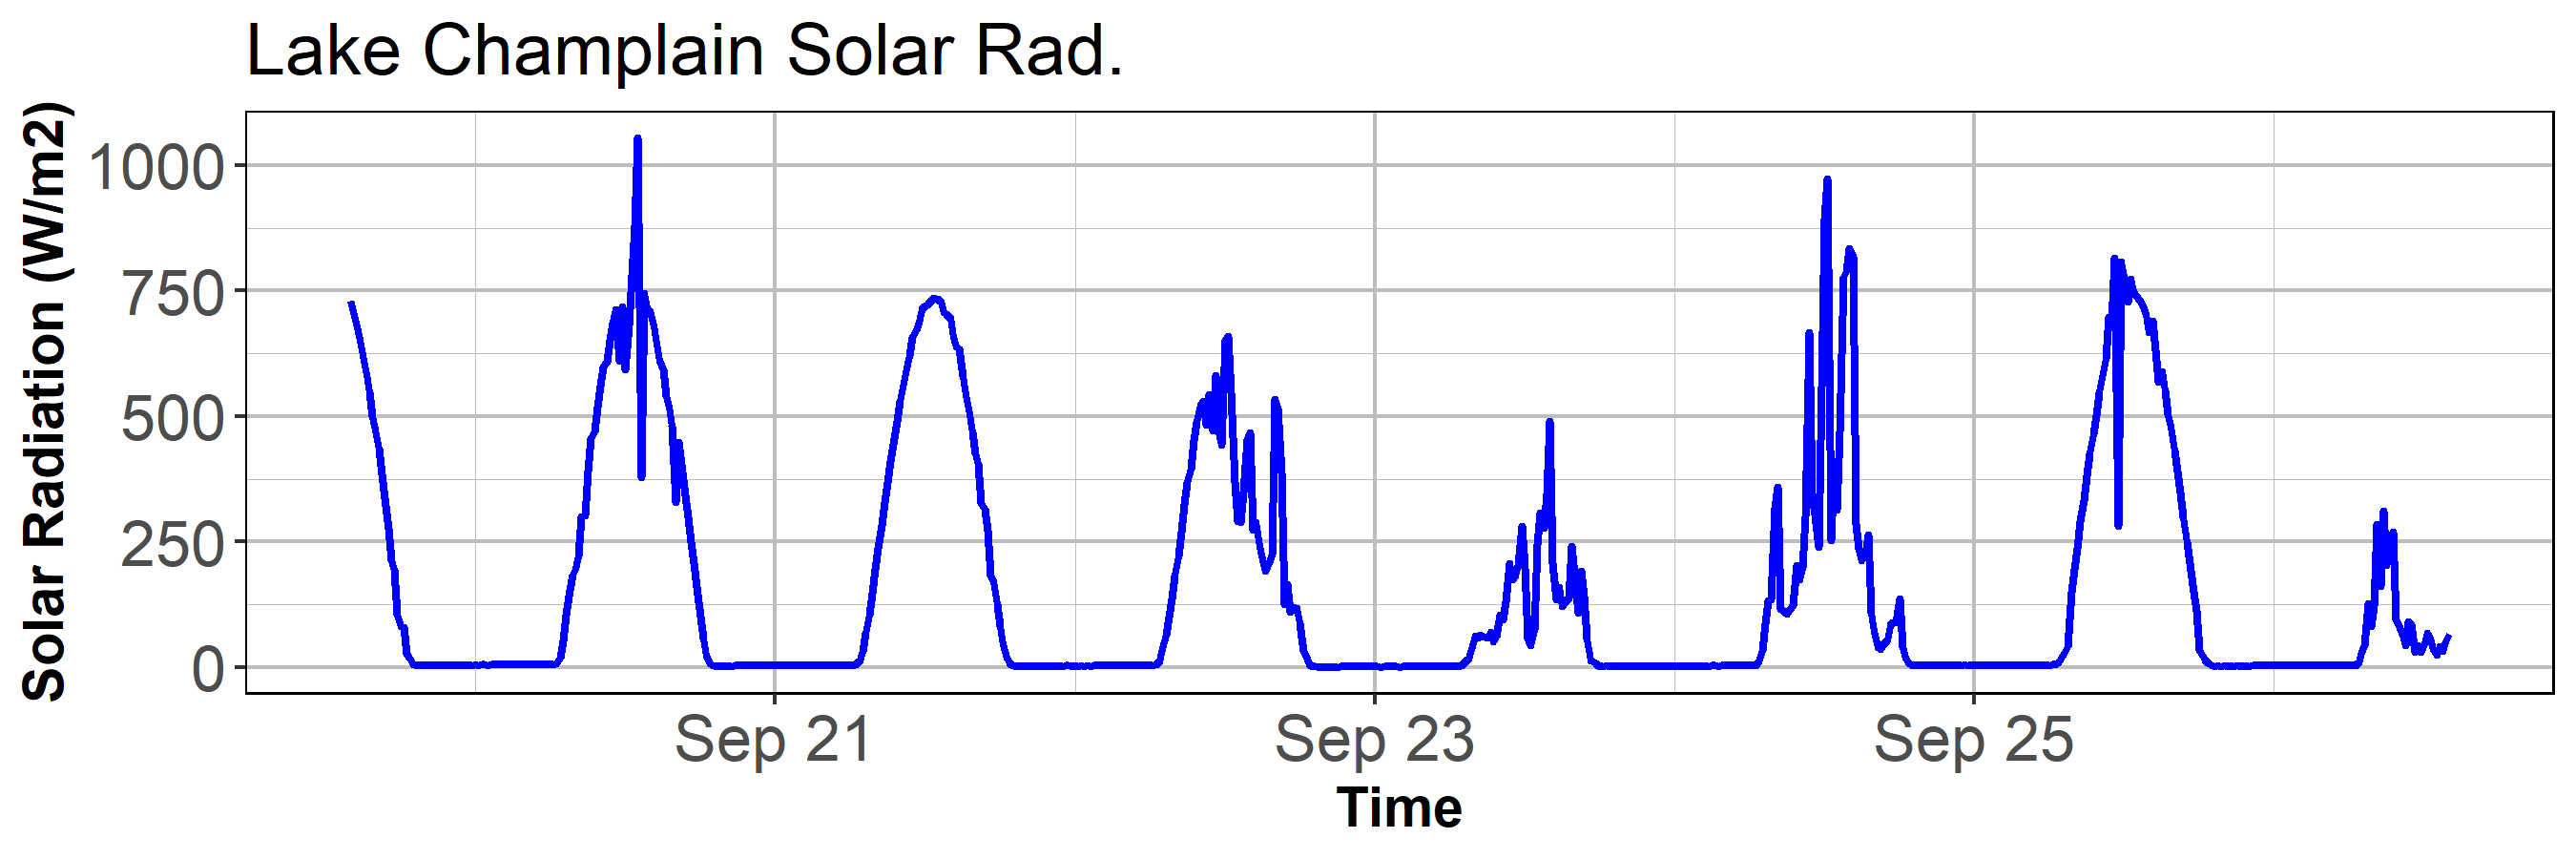 Lake Champlain Solar Rad.
Solar Radiation (W/m2)
1000
750
500
250
0
Sep 21 Sep 23 Sep 25
Time